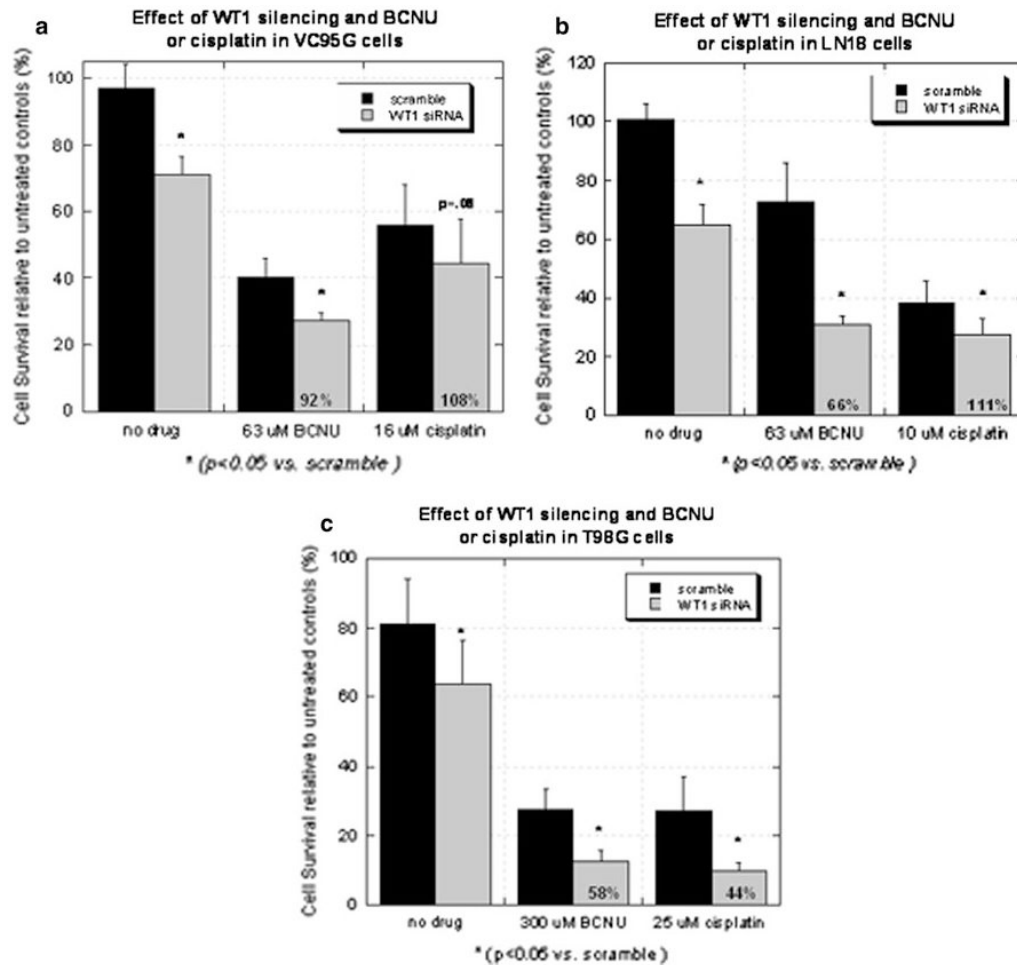 a
Effect of WT1 silencing and BCNU
or cisplatin in VC95G cells
Cell Survival relative to untreated controls (%)
100
80
60
40
20
0
scramble
WT1 siRNA
*
*
p=.06
92%
108%
no drug
63 uM BCNU
16 uM cisplatin
* (p<0.05 vs. scramble )
b
Effect of WT1 silencing and BCNU
or cisplatin in LN18 cells
Cell Survival relative to untreated controls (%)
120
100
80
60
40
20
0
scramble
WT1 siRNA
*
*
*
66%
111%
no drug
63 uM BCNU
10 uM cisplatin
* (p<0.05 vs. scramble )
c
Effect of WT1 silencing and BCNU
or cisplatin in T98G cells
Cell Survival relative to untreated controls (%)
100
80
60
40
20
0
scramble
WT1 siRNA
*
*
*
58%
44%
no drug
300 uM BCNU
25 uM cisplatin
* (p<0.05 vs. scramble )